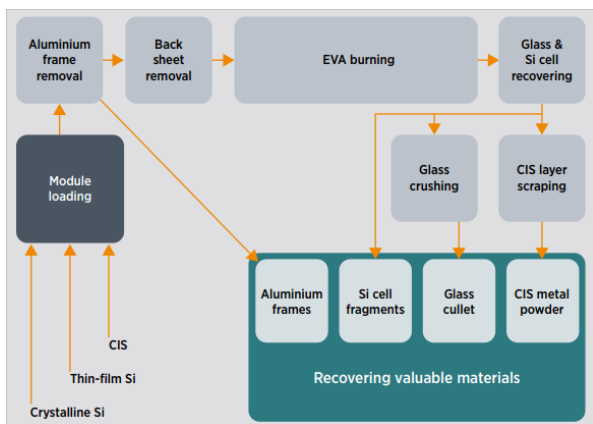 Aluminium
frame
removal
Back
sheet
removal
EVA burning
Glass &
Si cell
recovering
Module
loading
Glass
crushing
CIS layer
scraping
Aluminium
frames
Si cell
fragments
Glass
cullet
CIS metal
powder
CIS
Thin-film Si
Recovering valuable materials
Crystalline Si